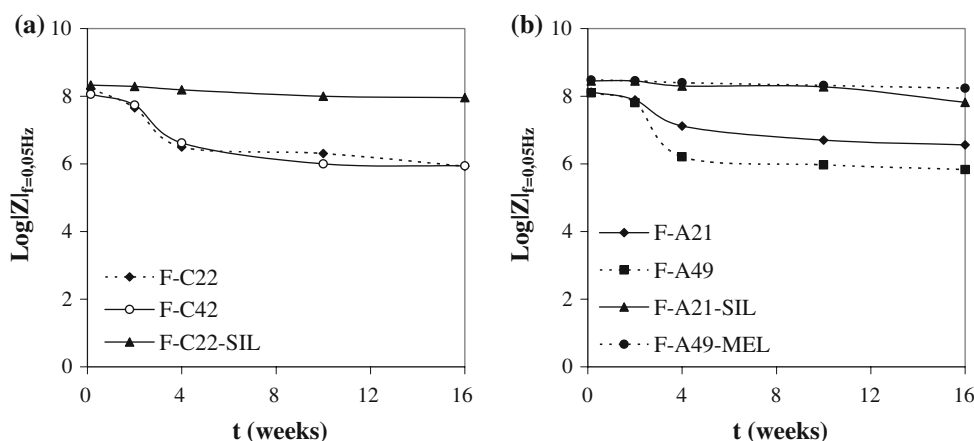 (a)
10
8
6
4
2
0
Log|Z|f=0,05Hz
F-C22
F-C42
F-C22-SIL
0 4 8 12 16
t (weeks)
(b)
10
8
6
4
2
0
Log|Z|f=0,05Hz
F-A21
F-A49
F-A21-SIL
F-A49-MEL
0 4 8 12 16
t (weeks)